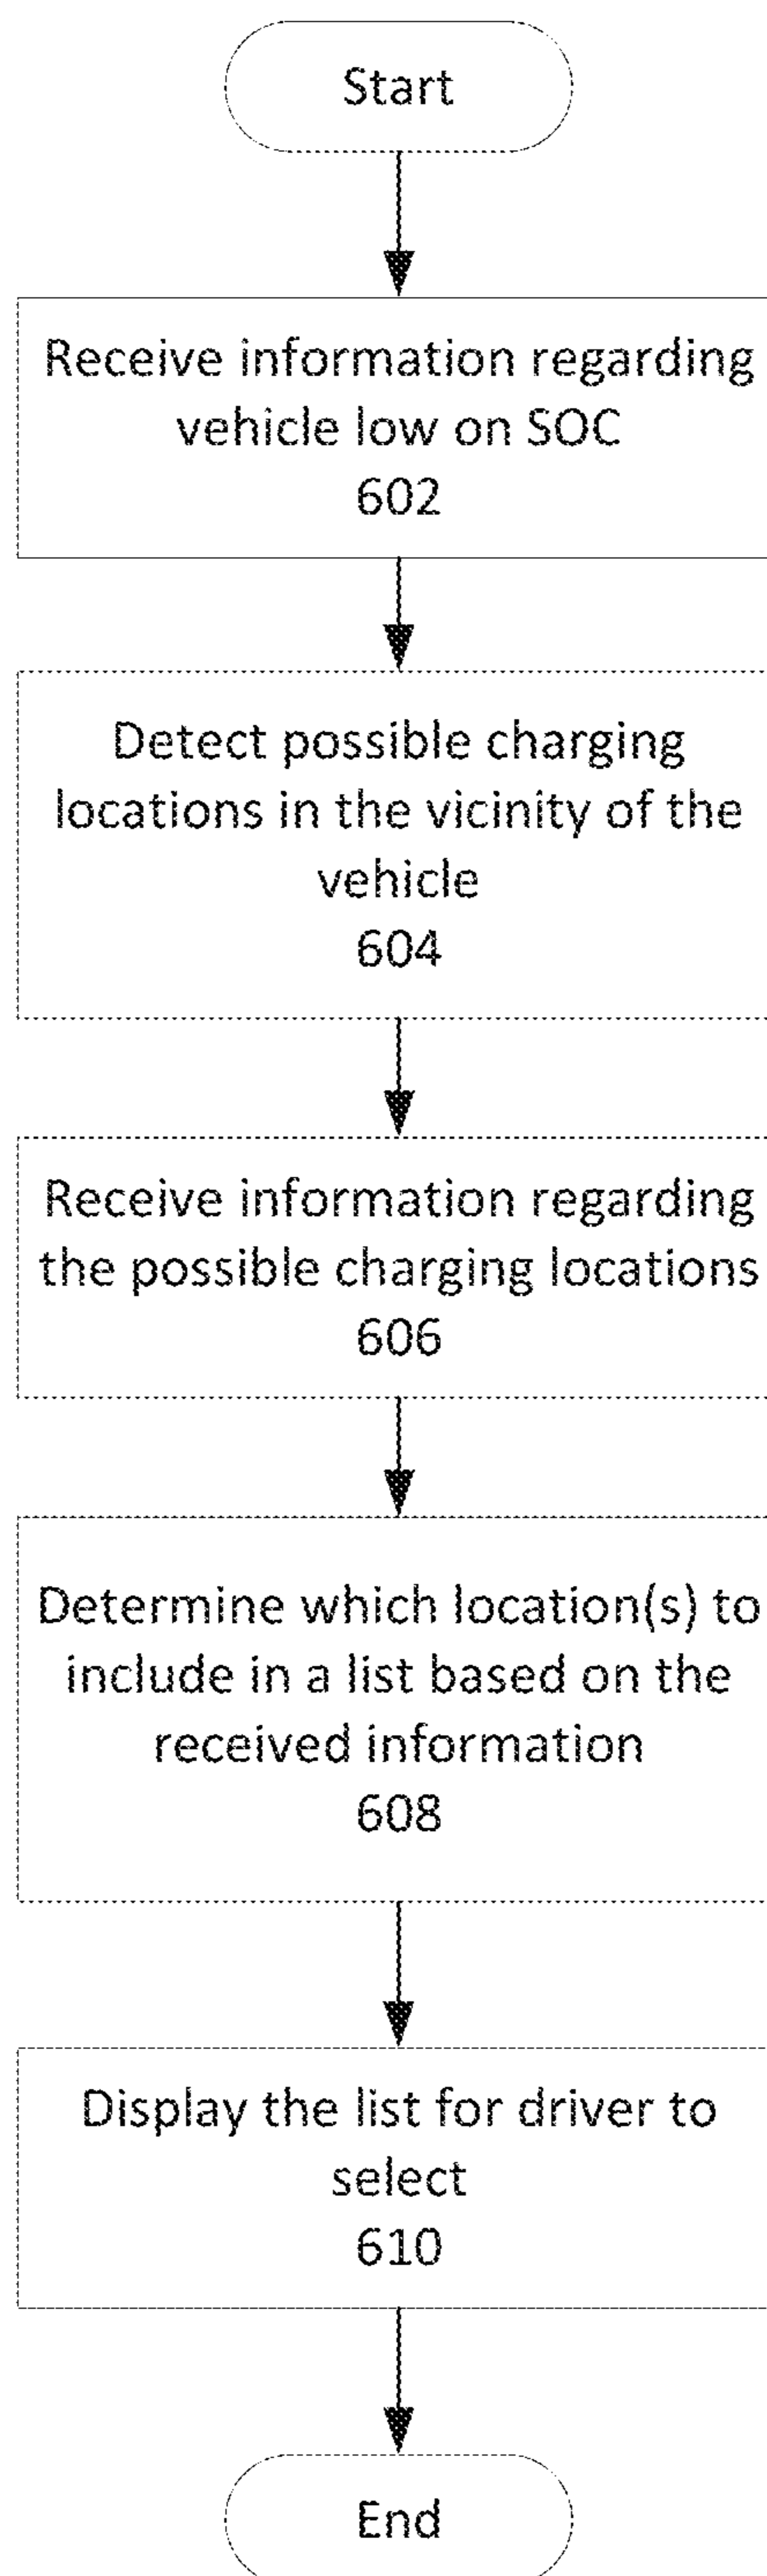 Start
Receive information regarding
vehicle low on SOC
602
Detect possible charging
locations in the vicinity of the
vehicle
604
Receive information regarding
the possible charging locations
606
Determine which location(s) to
include in a list based on the
received information
608
Display the list for driver to
select
610
End